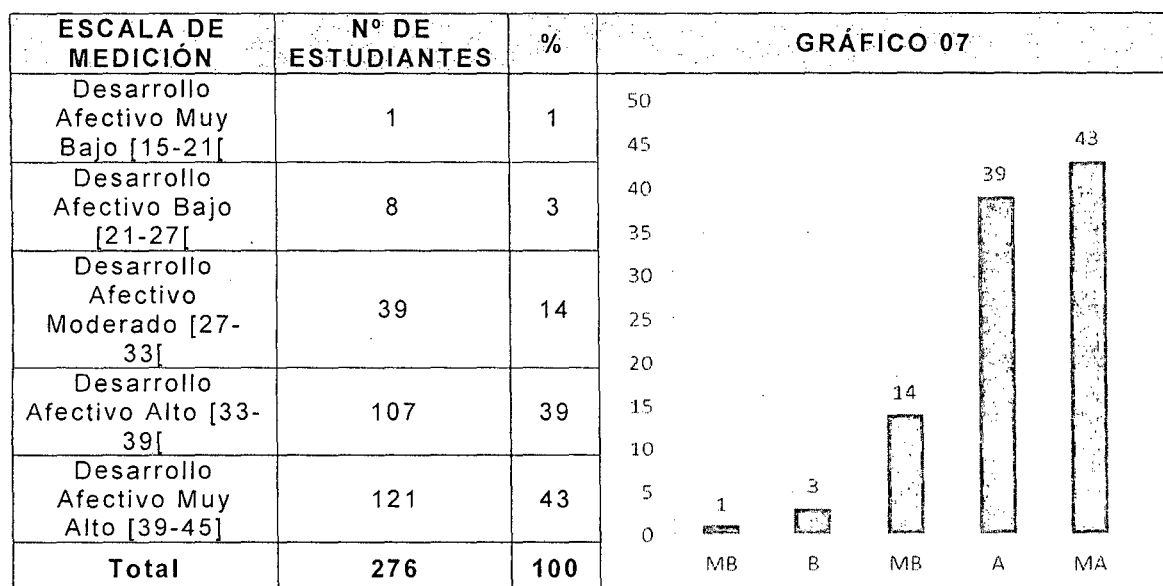 ESCALA DE
MEDICIÓN
Nº DE
ESTUDIANTES
%
GRÁFICO 07
Desarrollo
Afectivo Muy
Bajo [15-21[
1
1
Desarrollo
Afectivo Bajo
[21-27[
8
3
Desarrollo
Afectivo
Moderado [27-
33[
39
14
Desarrollo
Afectivo Alto [33-
39[
107
39
Desarrollo
Afectivo Muy
Alto [39-45]
121
43
Total
276
100
50
45
40
35
30
25
20
15
10
5
0
1
3
14
39
43
MB
B
MB
A
MA